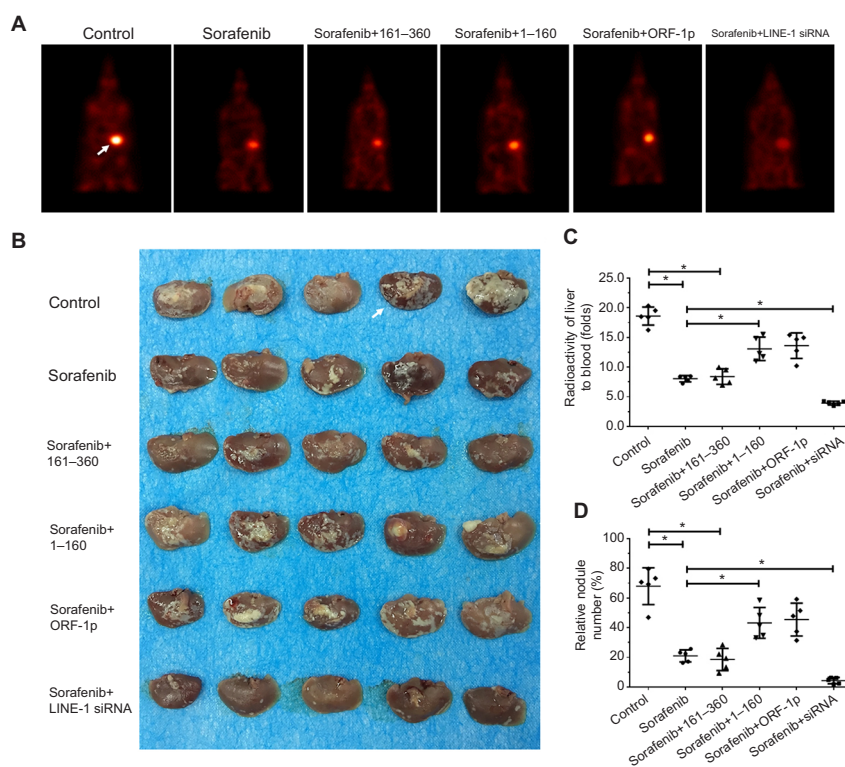 A
Control
Sorafenib
Sorafenib+161–360
Sorafenib+1–160
Sorafenib+ORF-1p
Sorafenib+LINE-1 siRNA
B
Control
Sorafenib
Sorafenib+
161–360
Sorafenib+
1–160
Sorafenib+
ORF-1p
Sorafenib+
LINE-1 siRNA
C
Radioactivity of liver
to blood (folds)
25.0
20.0
15.0
10.0
5.0
0.0
*
*
*
*
Control
Sorafenib
Sorafenib+161–360
Sorafenib+1–160
Sorafenib+ORF-1p
Sorafenib+siRNA
D
Relative nodule
number (%)
100
80
60
40
20
0
*
*
*
*
Control
Sorafenib
Sorafenib+161–360
Sorafenib+1–160
Sorafenib+ORF-1p
Sorafenib+siRNA